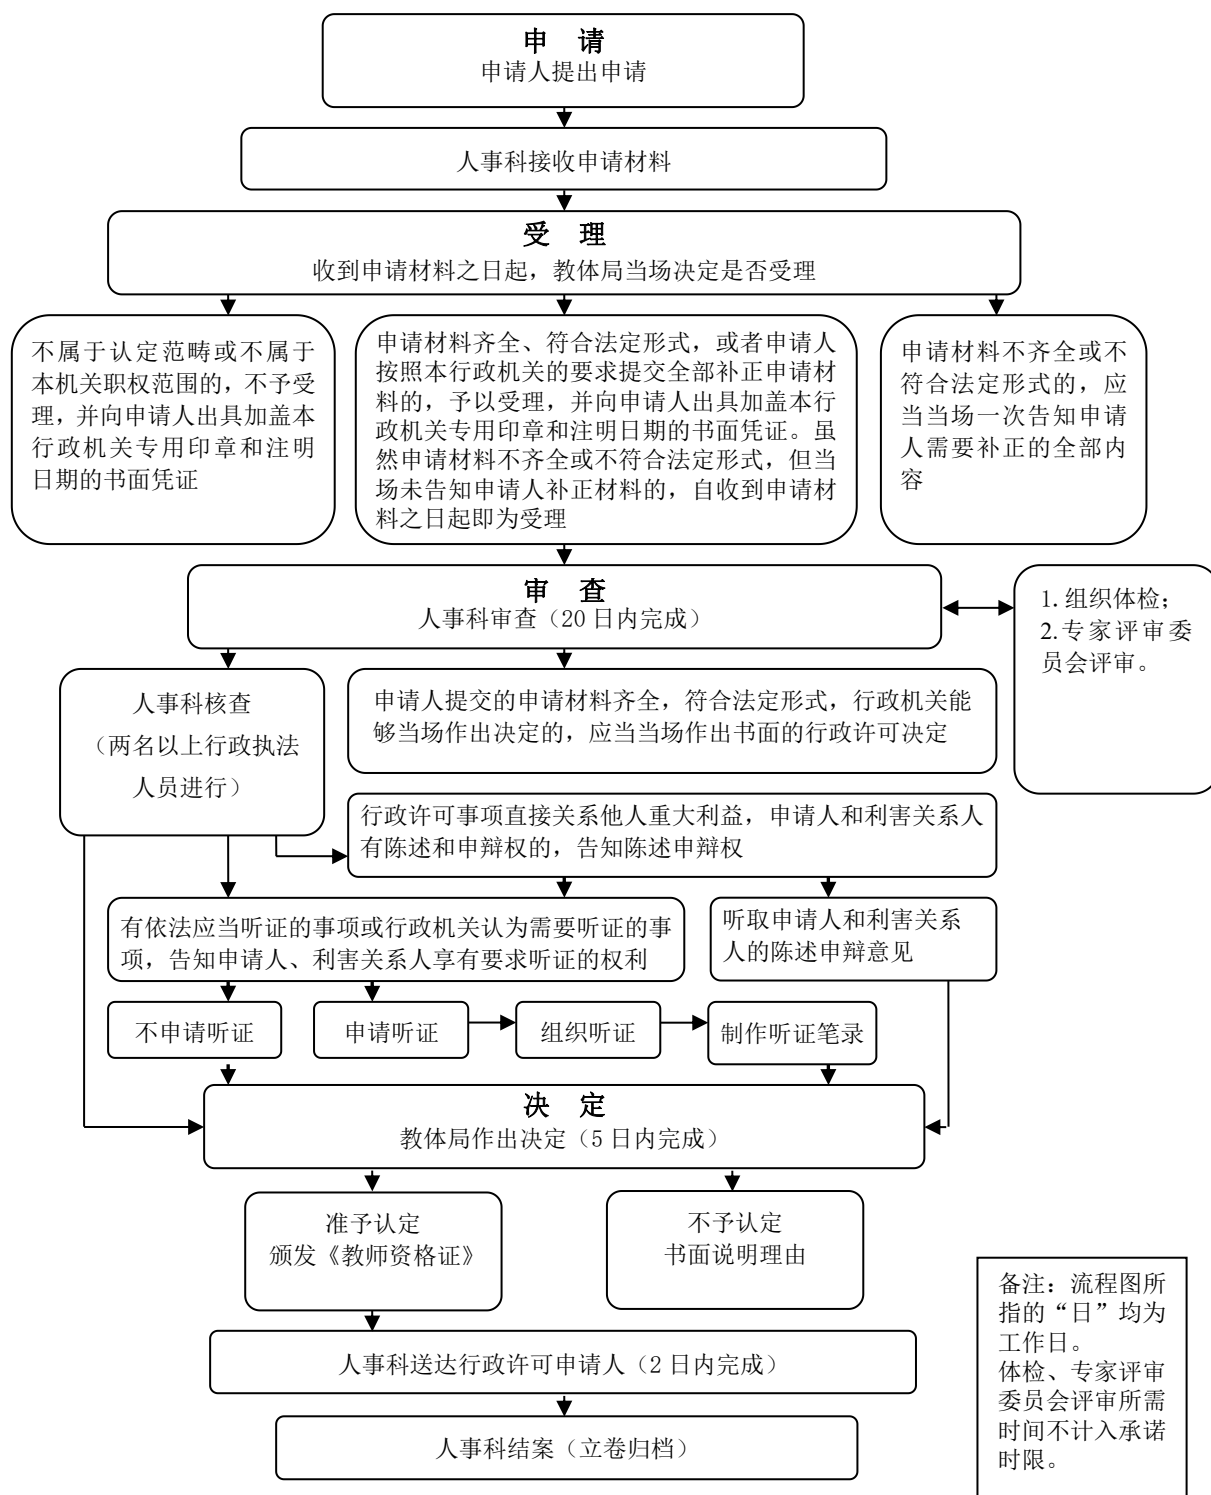 申　请
申请人提出申请
人事科接收申请材料
受　理
收到申请材料之日起，教体局当场决定是否受理
不属于认定范畴或不属于
本机关职权范围的，不予受
理，并向申请人出具加盖本
行政机关专用印章和注明
日期的书面凭证
申请材料齐全、符合法定形式，或者申请人
按照本行政机关的要求提交全部补正申请材
料的，予以受理，并向申请人出具加盖本行
政机关专用印章和注明日期的书面凭证。虽
然申请材料不齐全或不符合法定形式，但当
场未告知申请人补正材料的，自收到申请材
料之日起即为受理
申请材料不齐全或不
符合法定形式的，应
当当场一次告知申请
人需要补正的全部内
容
审　查
人事科审查（20 日内完成）
1. 组织体检；
2.专家评审委
员会评审。
人事科核查
（两名以上行政执法
人员进行）
申请人提交的申请材料齐全，符合法定形式，行政机关能
够当场作出决定的，应当当场作出书面的行政许可决定
行政许可事项直接关系他人重大利益，申请人和利害关系人
有陈述和申辩权的，告知陈述申辩权
有依法应当听证的事项或行政机关认为需要听证的事
项，告知申请人、利害关系人享有要求听证的权利
听取申请人和利害关系
人的陈述申辩意见
不申请听证
申请听证
组织听证
制作听证笔录
决　定
教体局作出决定（5 日内完成）
准予认定
颁发《教师资格证》
不予认定
书面说明理由
人事科送达行政许可申请人（2 日内完成）
人事科结案（立卷归档）
备注：流程图所
指的“日”均为
工作日。
体检、专家评审
委员会评审所需
时间不计入承诺
时限。